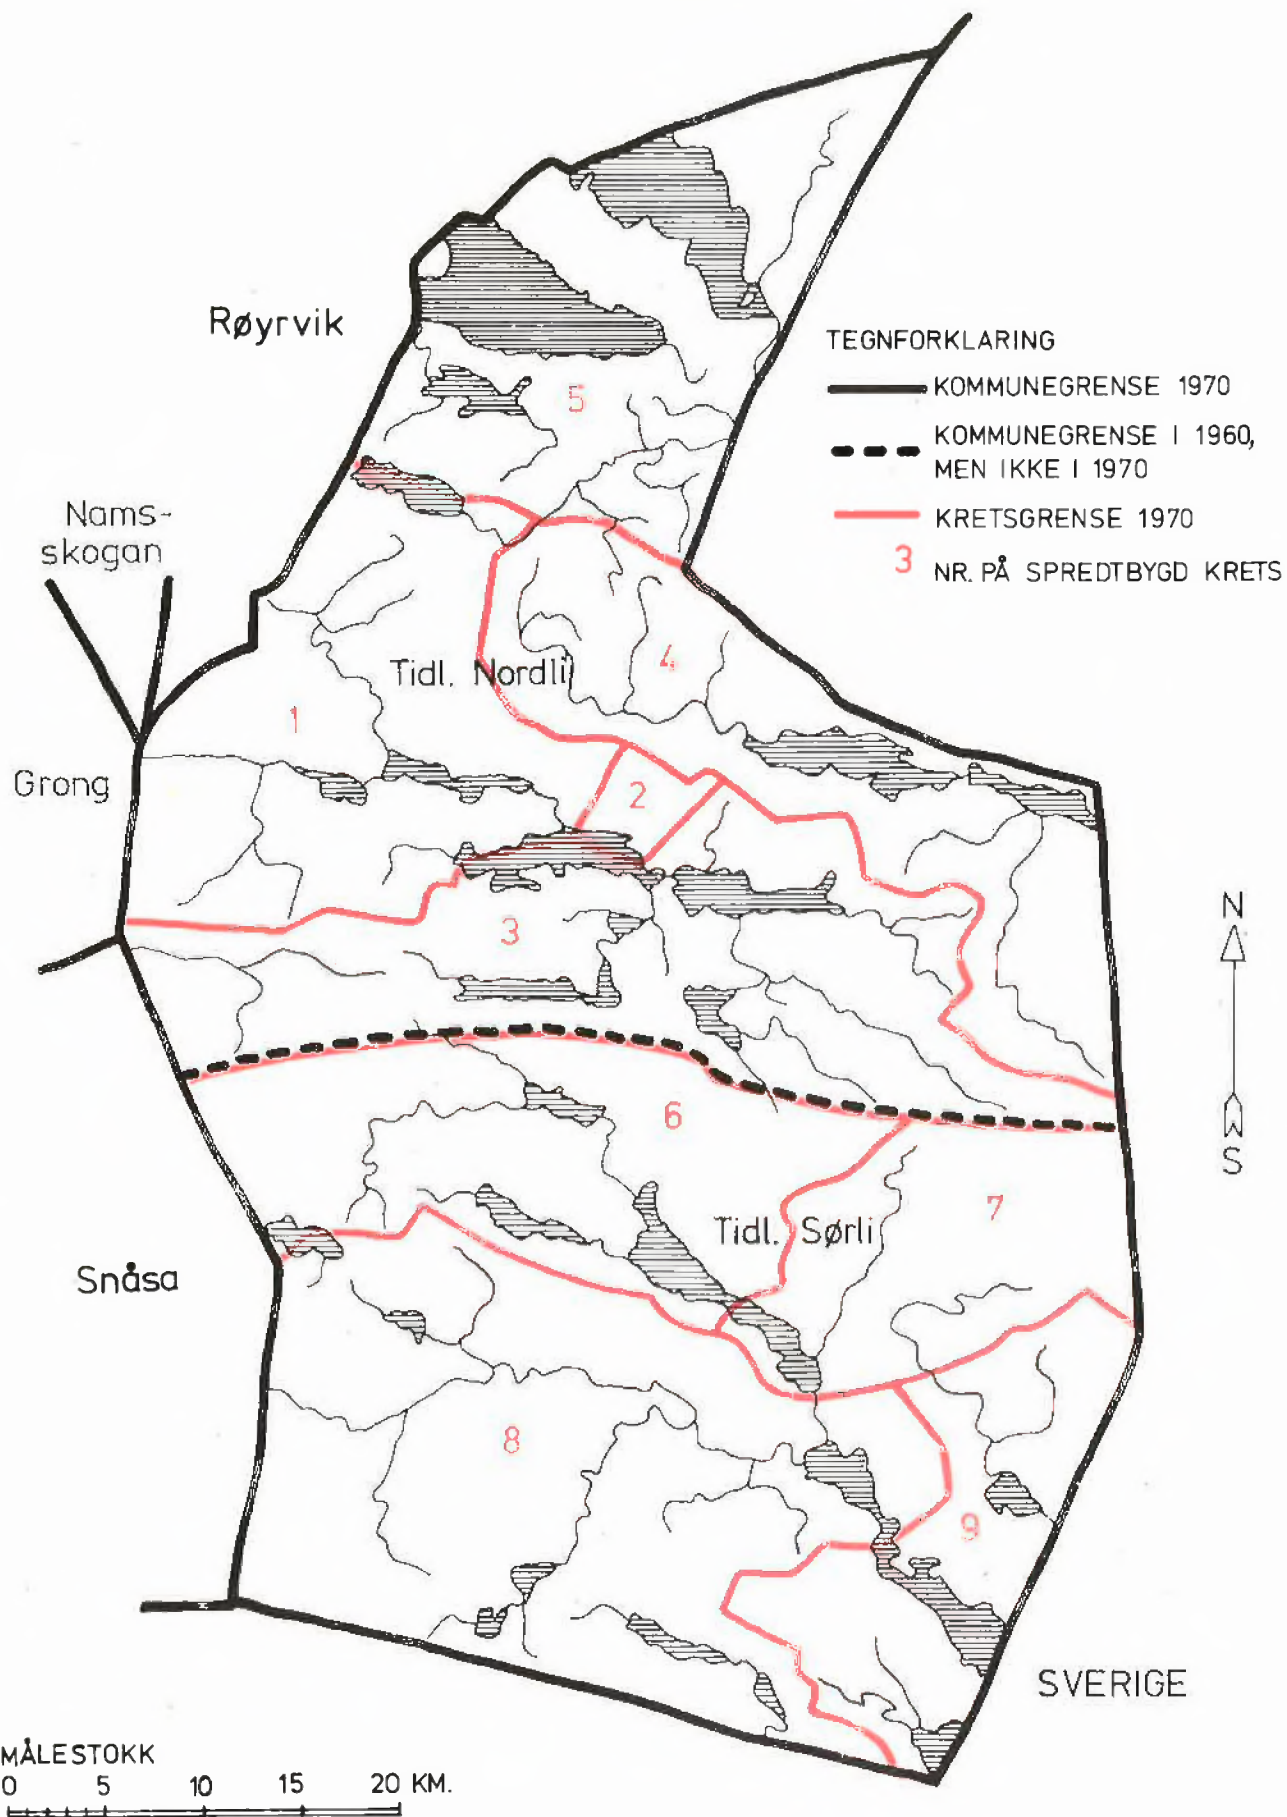 Røyrvik
TEGNFORKLARING
KOMMUNEGRENSE 1970
KOMMUNEGRENSE I 1960,
MEN IKKE I 1970
KRETSGRENSE 1970
3 NR. PÅ SPREDTBYGD KRETS
5
Nams-
skogan
Tidl. Nordli
4
1
Grong
2
3
N
S
6
7
Tidl. Sørli
Snåsa
8
9
SVERIGE
MÅLESTOKK
0 5 10 15 20 KM.